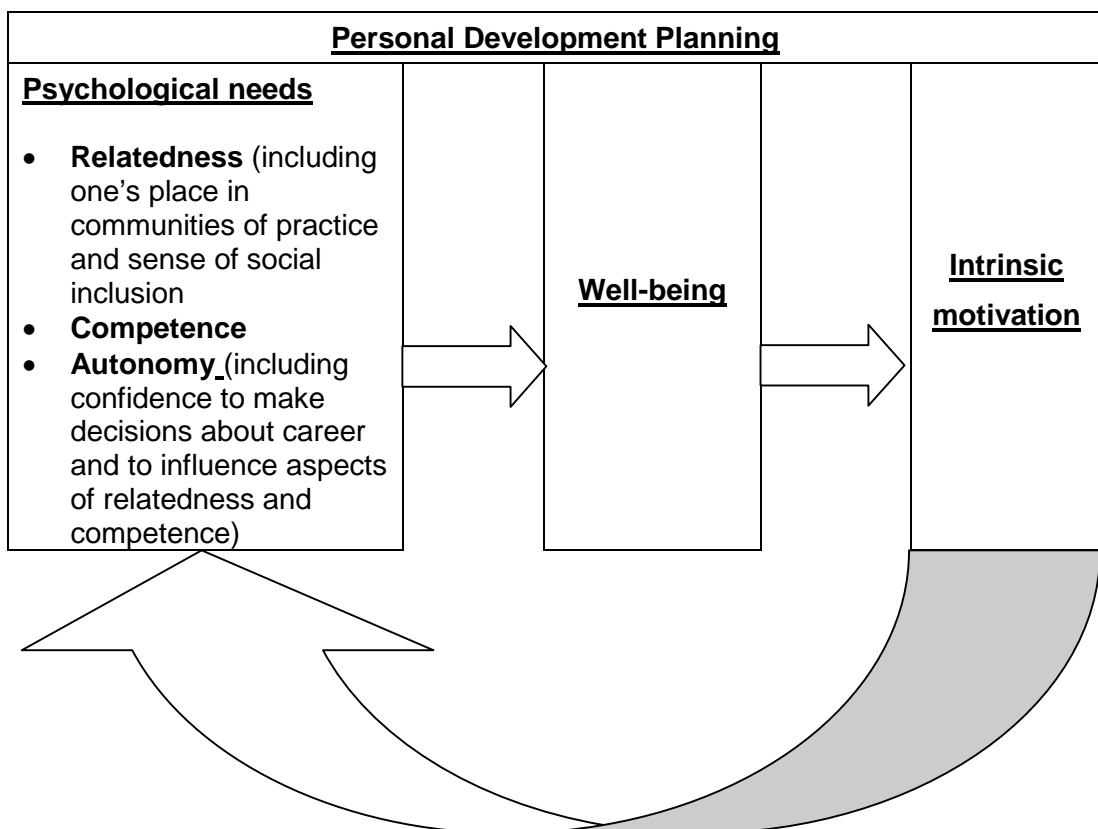 Personal Development Planning
Psychological needs
• Relatedness (including
one's place in
communities of practice
and sense of social
inclusion
• Competence
• Autonomy (including
confidence to make
decisions about career
and to influence aspects
of relatedness and
competence)
Well-being
Intrinsic
motivation